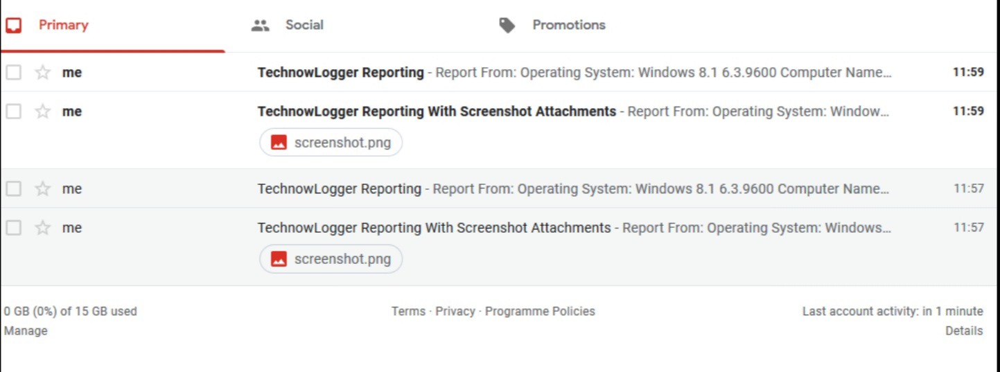 Primary Social Promotions
me TechnowLogger Reporting - Report From: Operating System: Windows 8.1 6.3.9600 Computer Name... 11:59
me TechnowLogger Reporting With Screenshot Attachments - Report From: Operating System: Window... 11:59
screenshot.png
me TechnowLogger Reporting - Report From: Operating System: Windows 8.1 6.3.9600 Computer Name... 11:57
me TechnowLogger Reporting With Screenshot Attachments - Report From: Operating System: Windows... 11:57
screenshot.png
0 GB (0%) of 15 GB used Terms · Privacy · Programme Policies Last account activity: in 1 minute
Manage Details